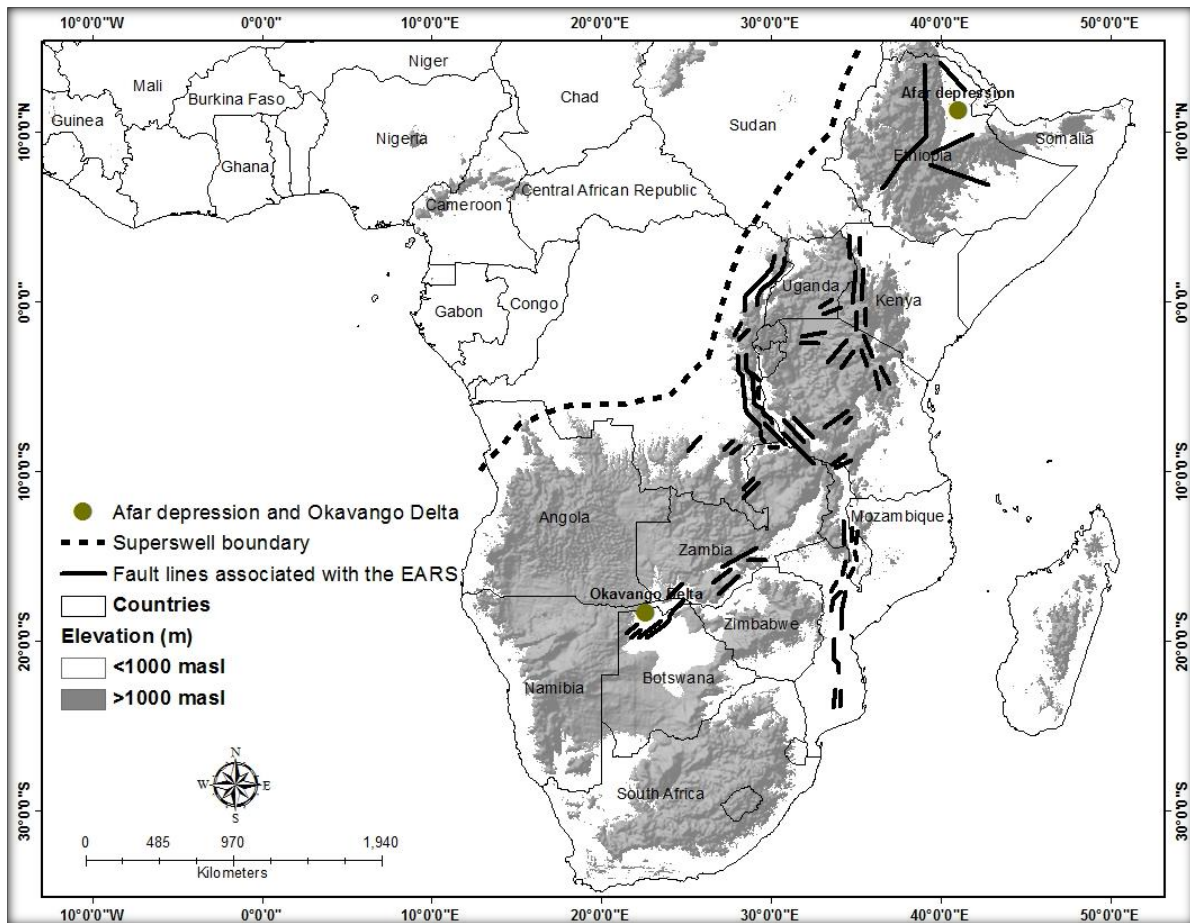 10°0'0"W 0°0'0" 10°0'0"E 20°0'0"E 30°0'0"E 40°0'0"E 50°0'0"E
Niger
Mali
Burkina Faso
Chad
Afar depression
Guinea
Sudan
10°0'0"N
10°0'0"N
Nigeria
Somalia
Ghana
Ethiopia
Central African Republic
Cameroon
Uganda
Kenya
0°0'0"
0°0'0"
Gabon
Congo
10°0'0"S
10°0'0"S
Afar depression and Okavango Delta
Angola
Mozambique
Superswell boundary
Zambia
Fault lines associated with the EARS
Okavango Delta
Countries
Zimbabwe
Elevation (m)
20°0'0"S
20°0'0"S
<1000 masl
Botswana
Namibia
>1000 masl
N
W E
S
South Africa
30°0'0"S
30°0'0"S
0 485 970 1,940
Kilometers
10°0'0"W 0°0'0" 10°0'0"E 20°0'0"E 30°0'0"E 40°0'0"E 50°0'0"E